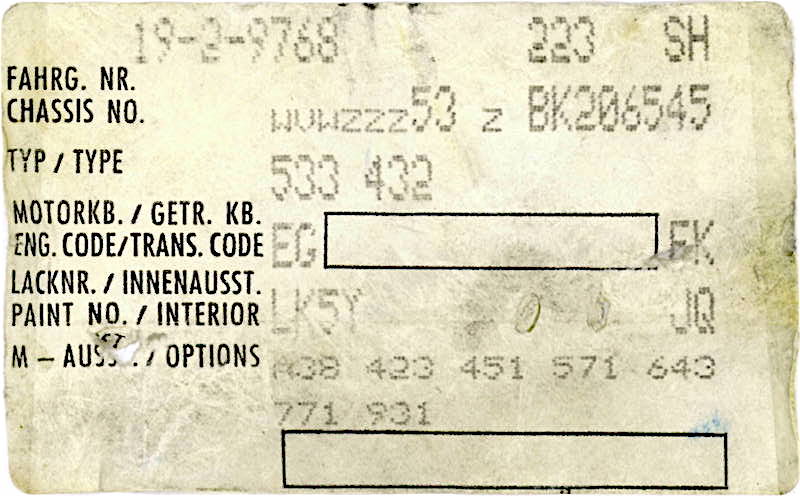 19-2-9768 223 SH
FAHRG. NR.
CHASSIS NO. WVWZZZ53 Z BK206545
TYP / TYPE 533 432
MOTORKB. / GETR. KB.
ENG. CODE/TRANS. CODE EG FK
LACKNR. / INNENAUSST.
PAINT NO. / INTERIOR LK5Y JQ
M - / OPTIONS A38 423 451 571 643
771 931